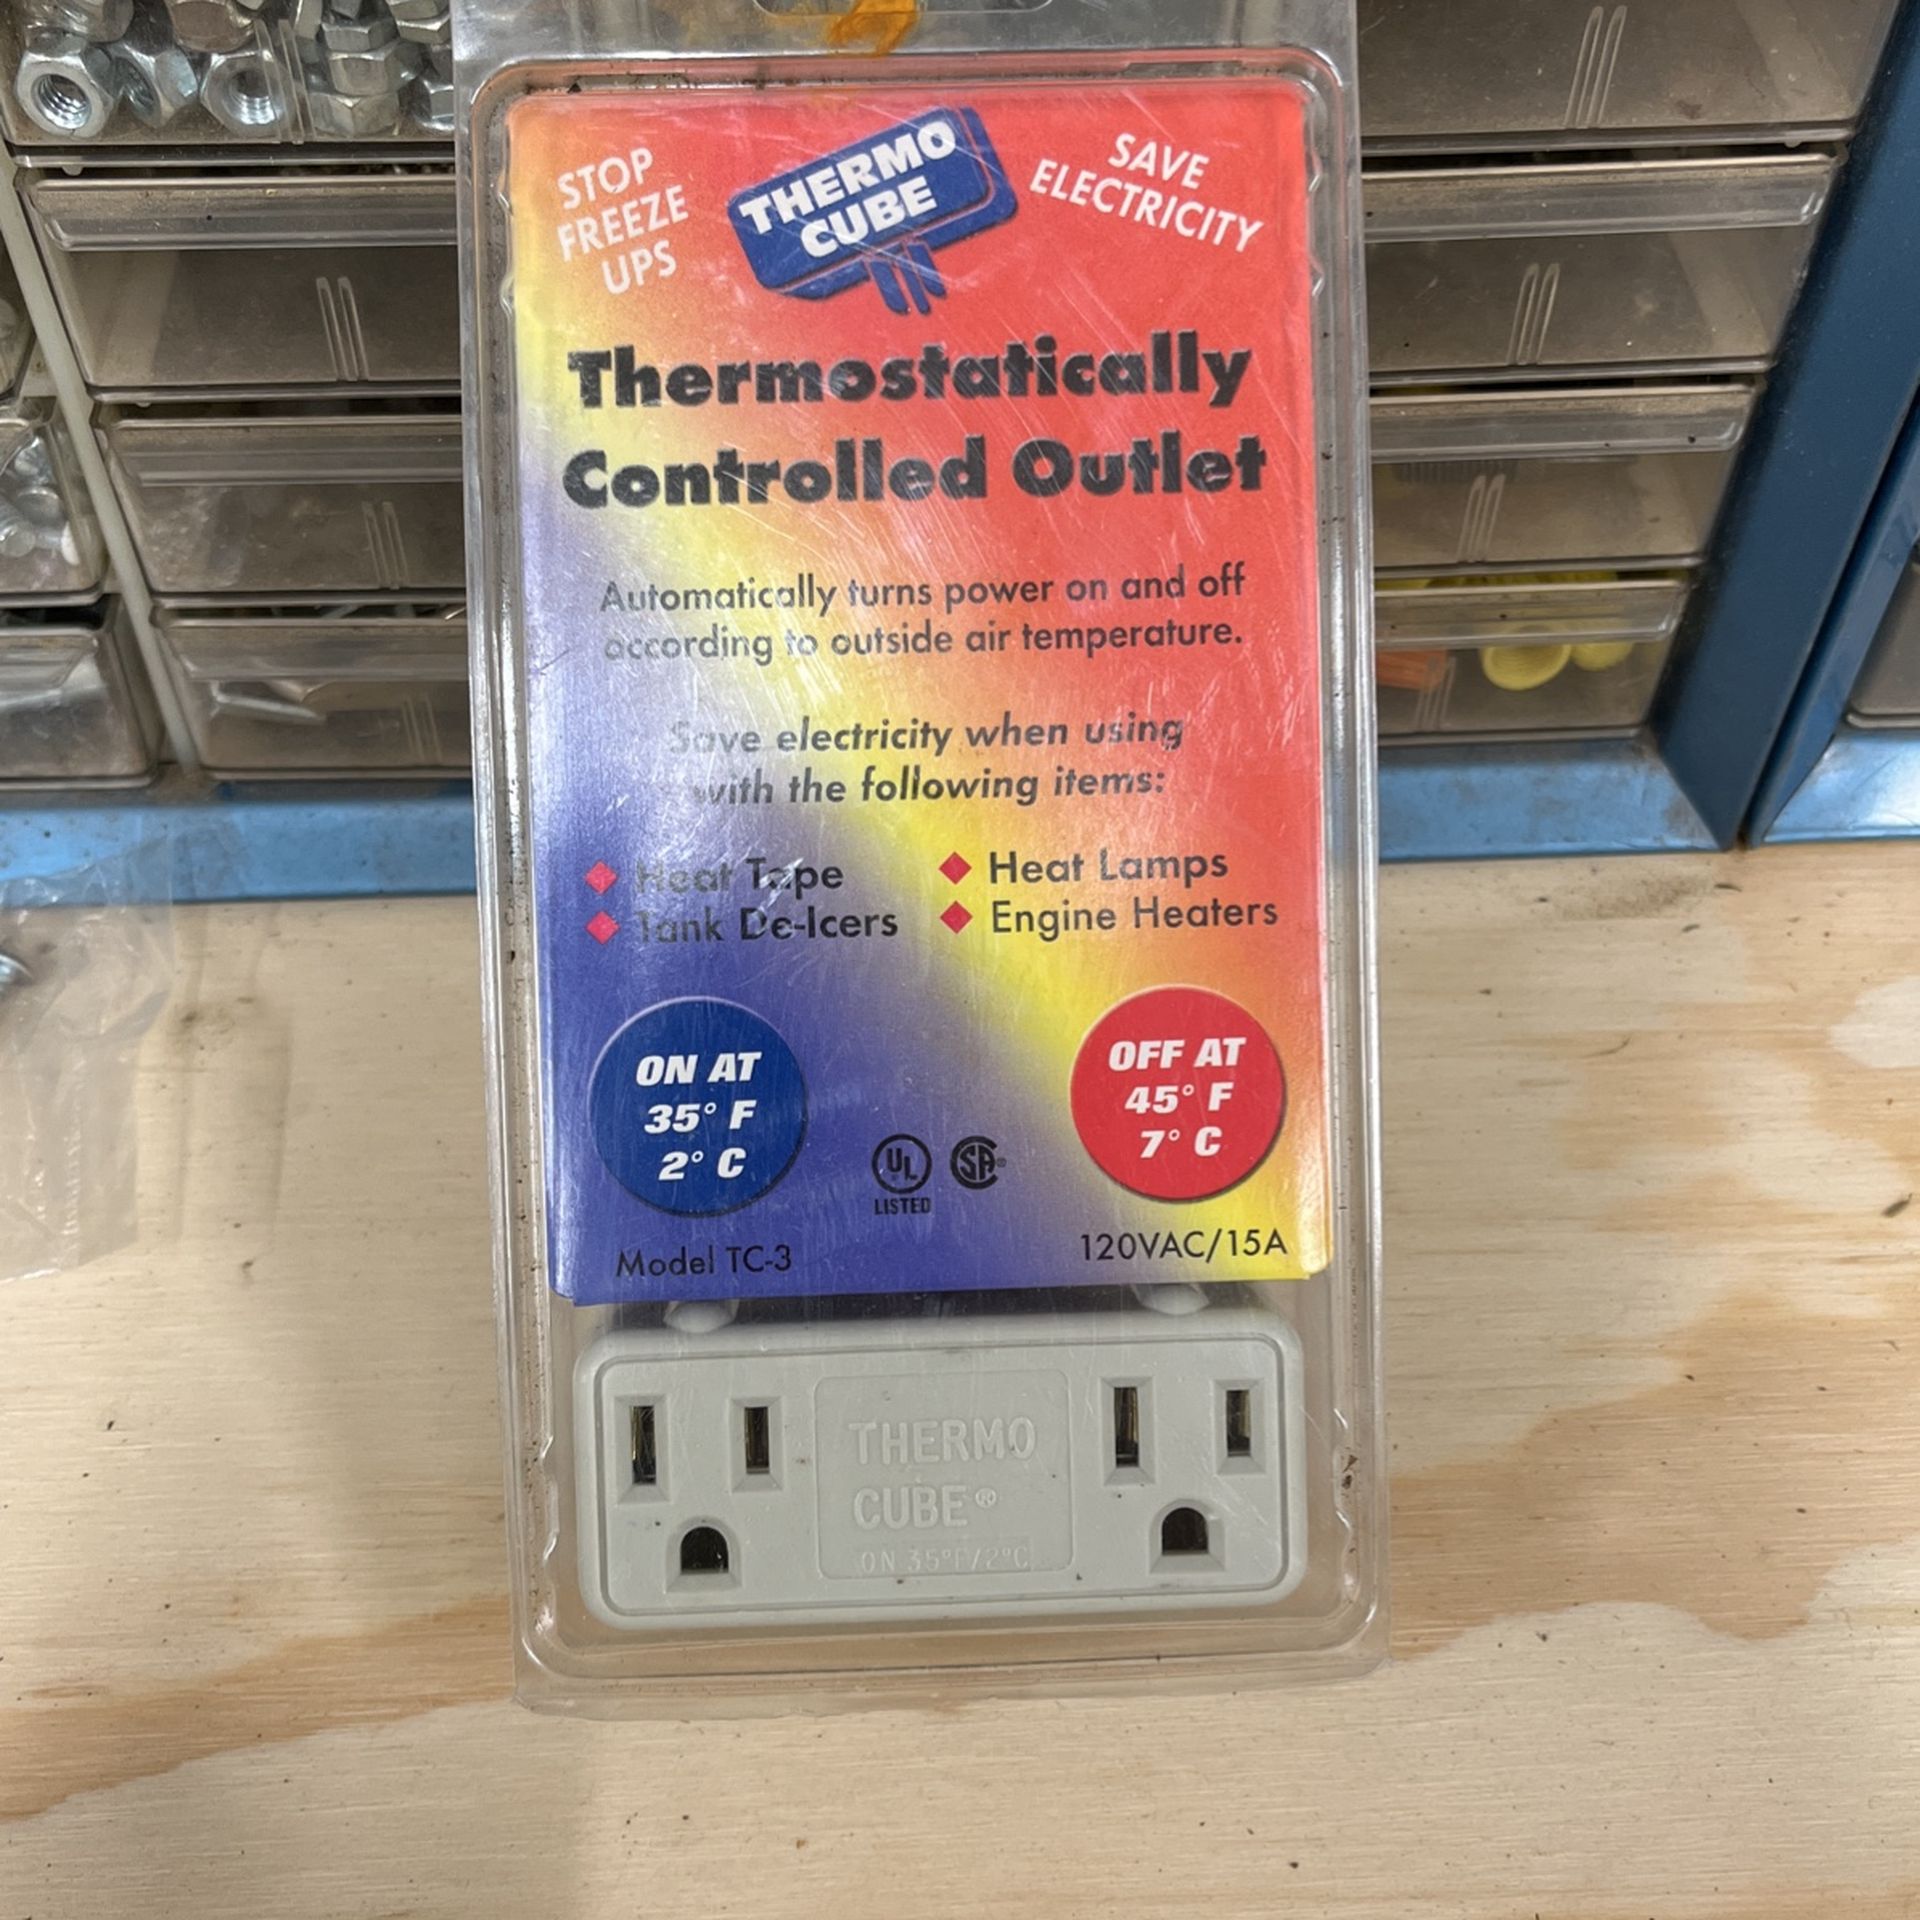 STOP
FREEZE
UPS
THERMO
CUBE
SAVE
ELECTRICITY
Thermostatically
Controlled Outlet
Automatically turns power on and off
according to outside air temperature.
Save electricity when using
with the following items:
Heat Tape
Tank De-Icers
Heat Lamps
Engine Heaters
ON AT
35° F
2° C
UL
LISTED
SA®
OFF AT
45° F
7° C
Model TC-3
120VAC/15A
THERMO
CUBE®
ON 35°F/2°C